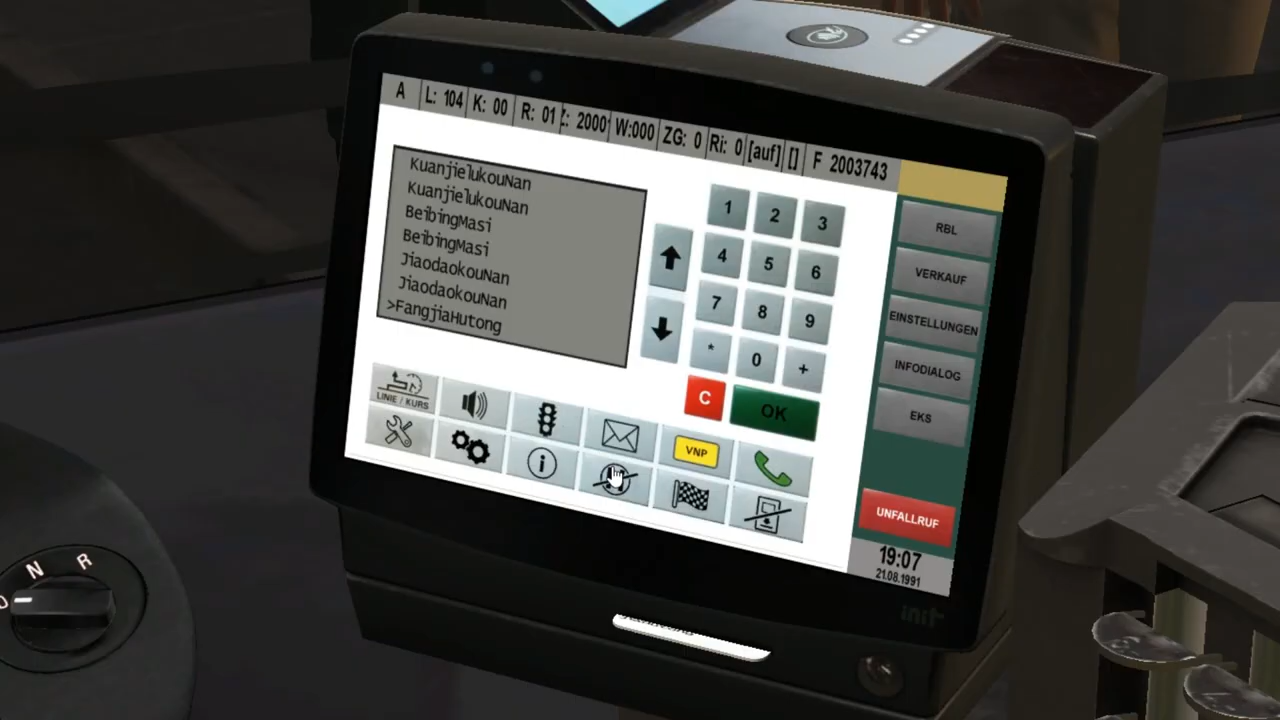 A L: 104 K: 00 R: 01 Z: 2000 W:000 ZG: 0 Ri: 0 [auf] [] F 2003743
KuanjielukouNan
KuanjielukouNan
BeibingMasi
BeibingMasi
JiaodaokouNan
JiaodaokouNan
>FangjiaHutong
1 2 3
4 5 6
7 8 9
* 0 +
C OK
LINIE / KURS
VNP
i
RBL
VERKAUF
EINSTELLUNGEN
INFODIALOG
EKS
UNFALLRUF
19:07
21.08.1991
init
D N R